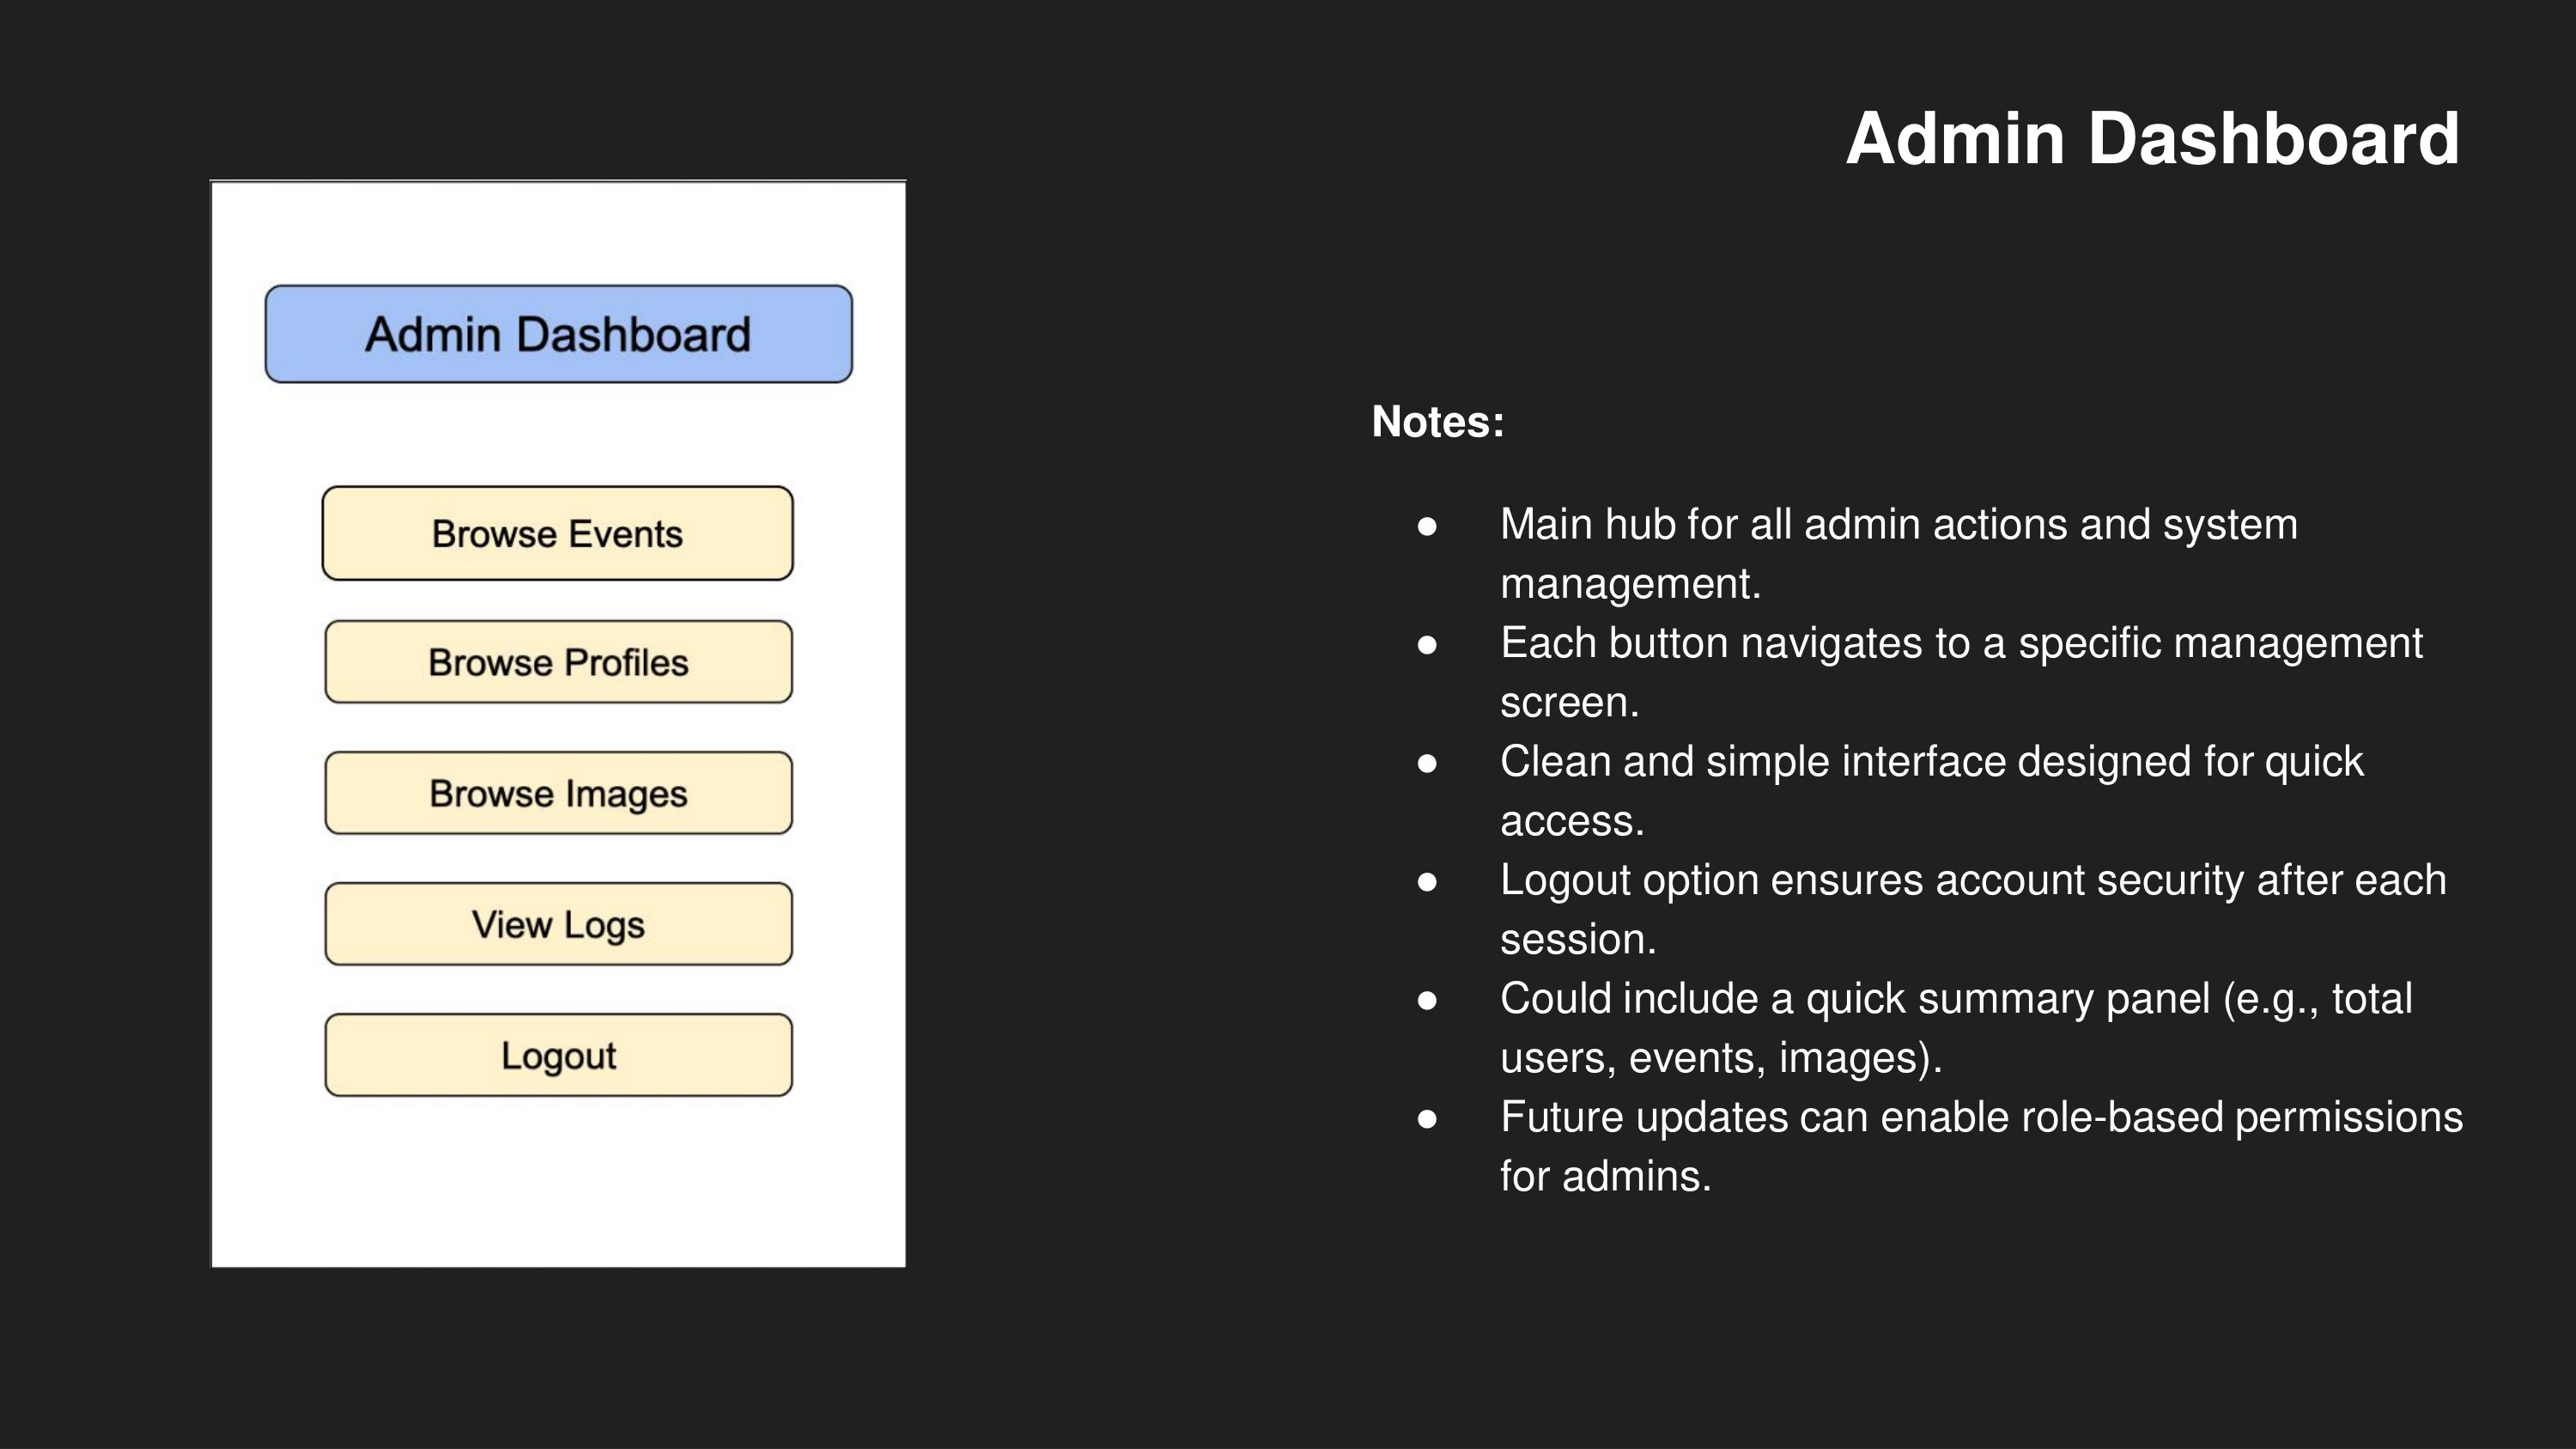 Admin Dashboard
Admin Dashboard
Browse Events
Browse Profiles
Browse Images
View Logs
Logout
Notes:
● Main hub for all admin actions and system
management.
● Each button navigates to a specific management
screen.
● Clean and simple interface designed for quick
access.
● Logout option ensures account security after each
session.
● Could include a quick summary panel (e.g., total
users, events, images).
● Future updates can enable role-based permissions
for admins.